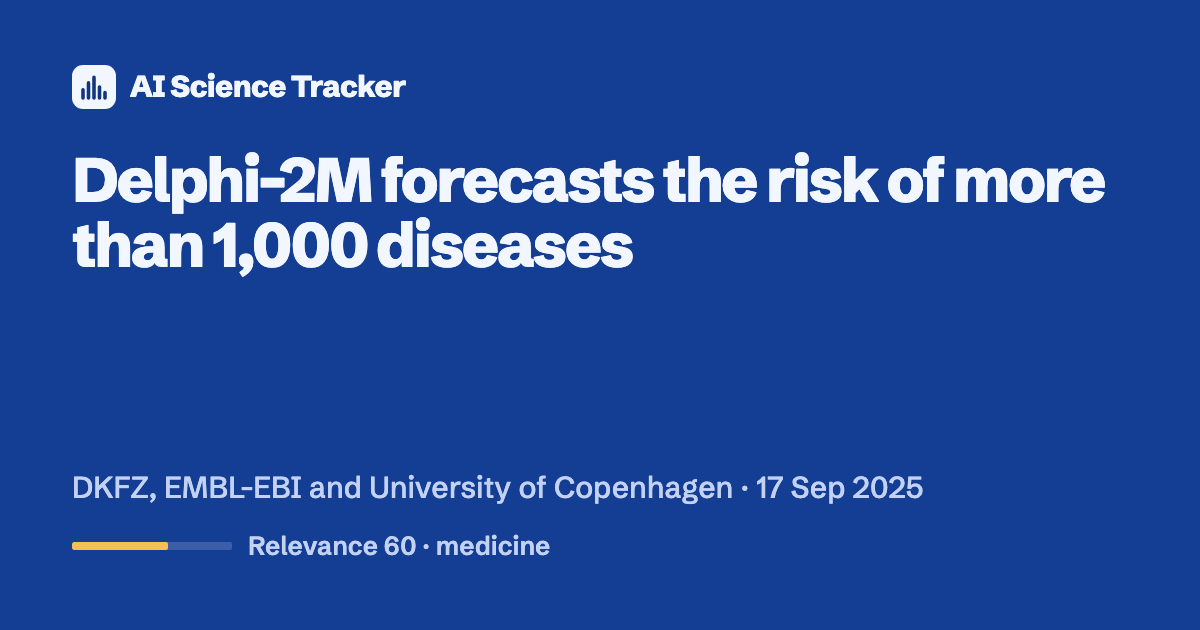 AI Science Tracker
Delphi-2M forecasts the risk of more
than 1,000 diseases
DKFZ, EMBL-EBI and University of Copenhagen · 17 Sep 2025
Relevance 60 · medicine